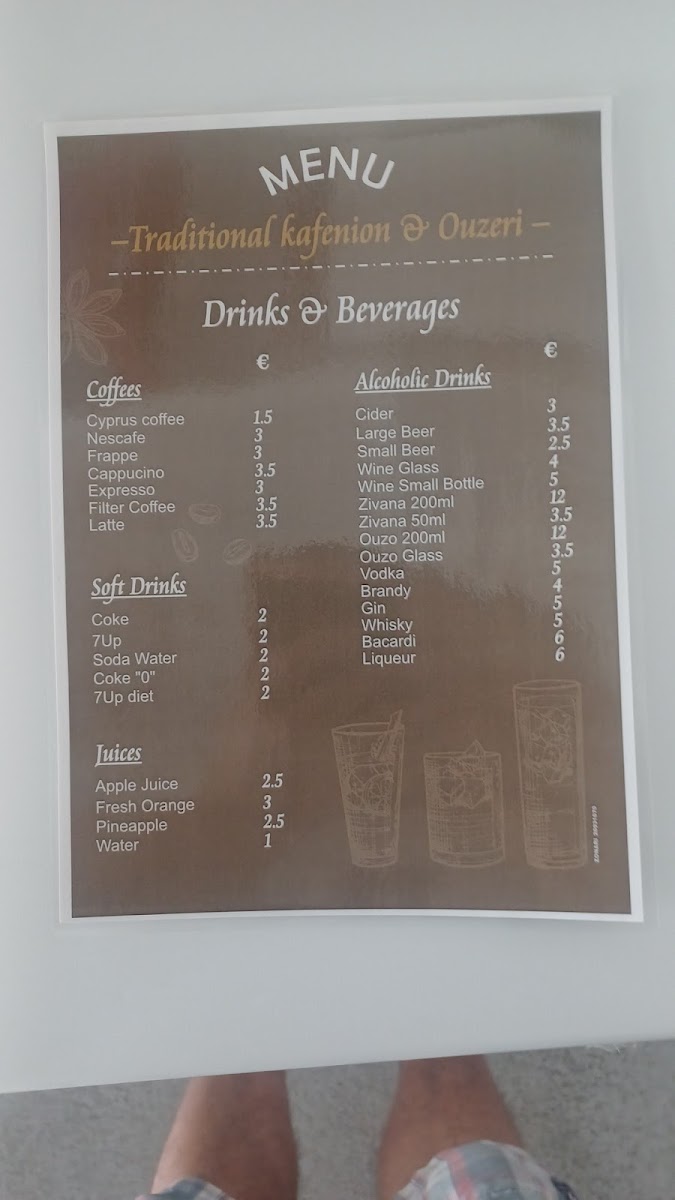 MENU
–Traditional kafenion & Ouzeri –
Drinks & Beverages
€
Coffees
Cyprus coffee 1.5
Nescafe 3
Frappe 3
Cappucino 3.5
Expresso 3
Filter Coffee 3.5
Latte 3.5
Soft Drinks
Coke 2
7Up 2
Soda Water 2
Coke "0" 2
7Up diet 2
Juices
Apple Juice 2.5
Fresh Orange 3
Pineapple 2.5
Water 1
€
Alcoholic Drinks
Cider 3
Large Beer 3.5
Small Beer 2.5
Wine Glass 4
Wine Small Bottle 5
Zivana 200ml 12
Zivana 50ml 3.5
Ouzo 200ml 12
Ouzo Glass 3.5
Vodka 5
Brandy 4
Gin 5
Whisky 5
Bacardi 6
Liqueur 6